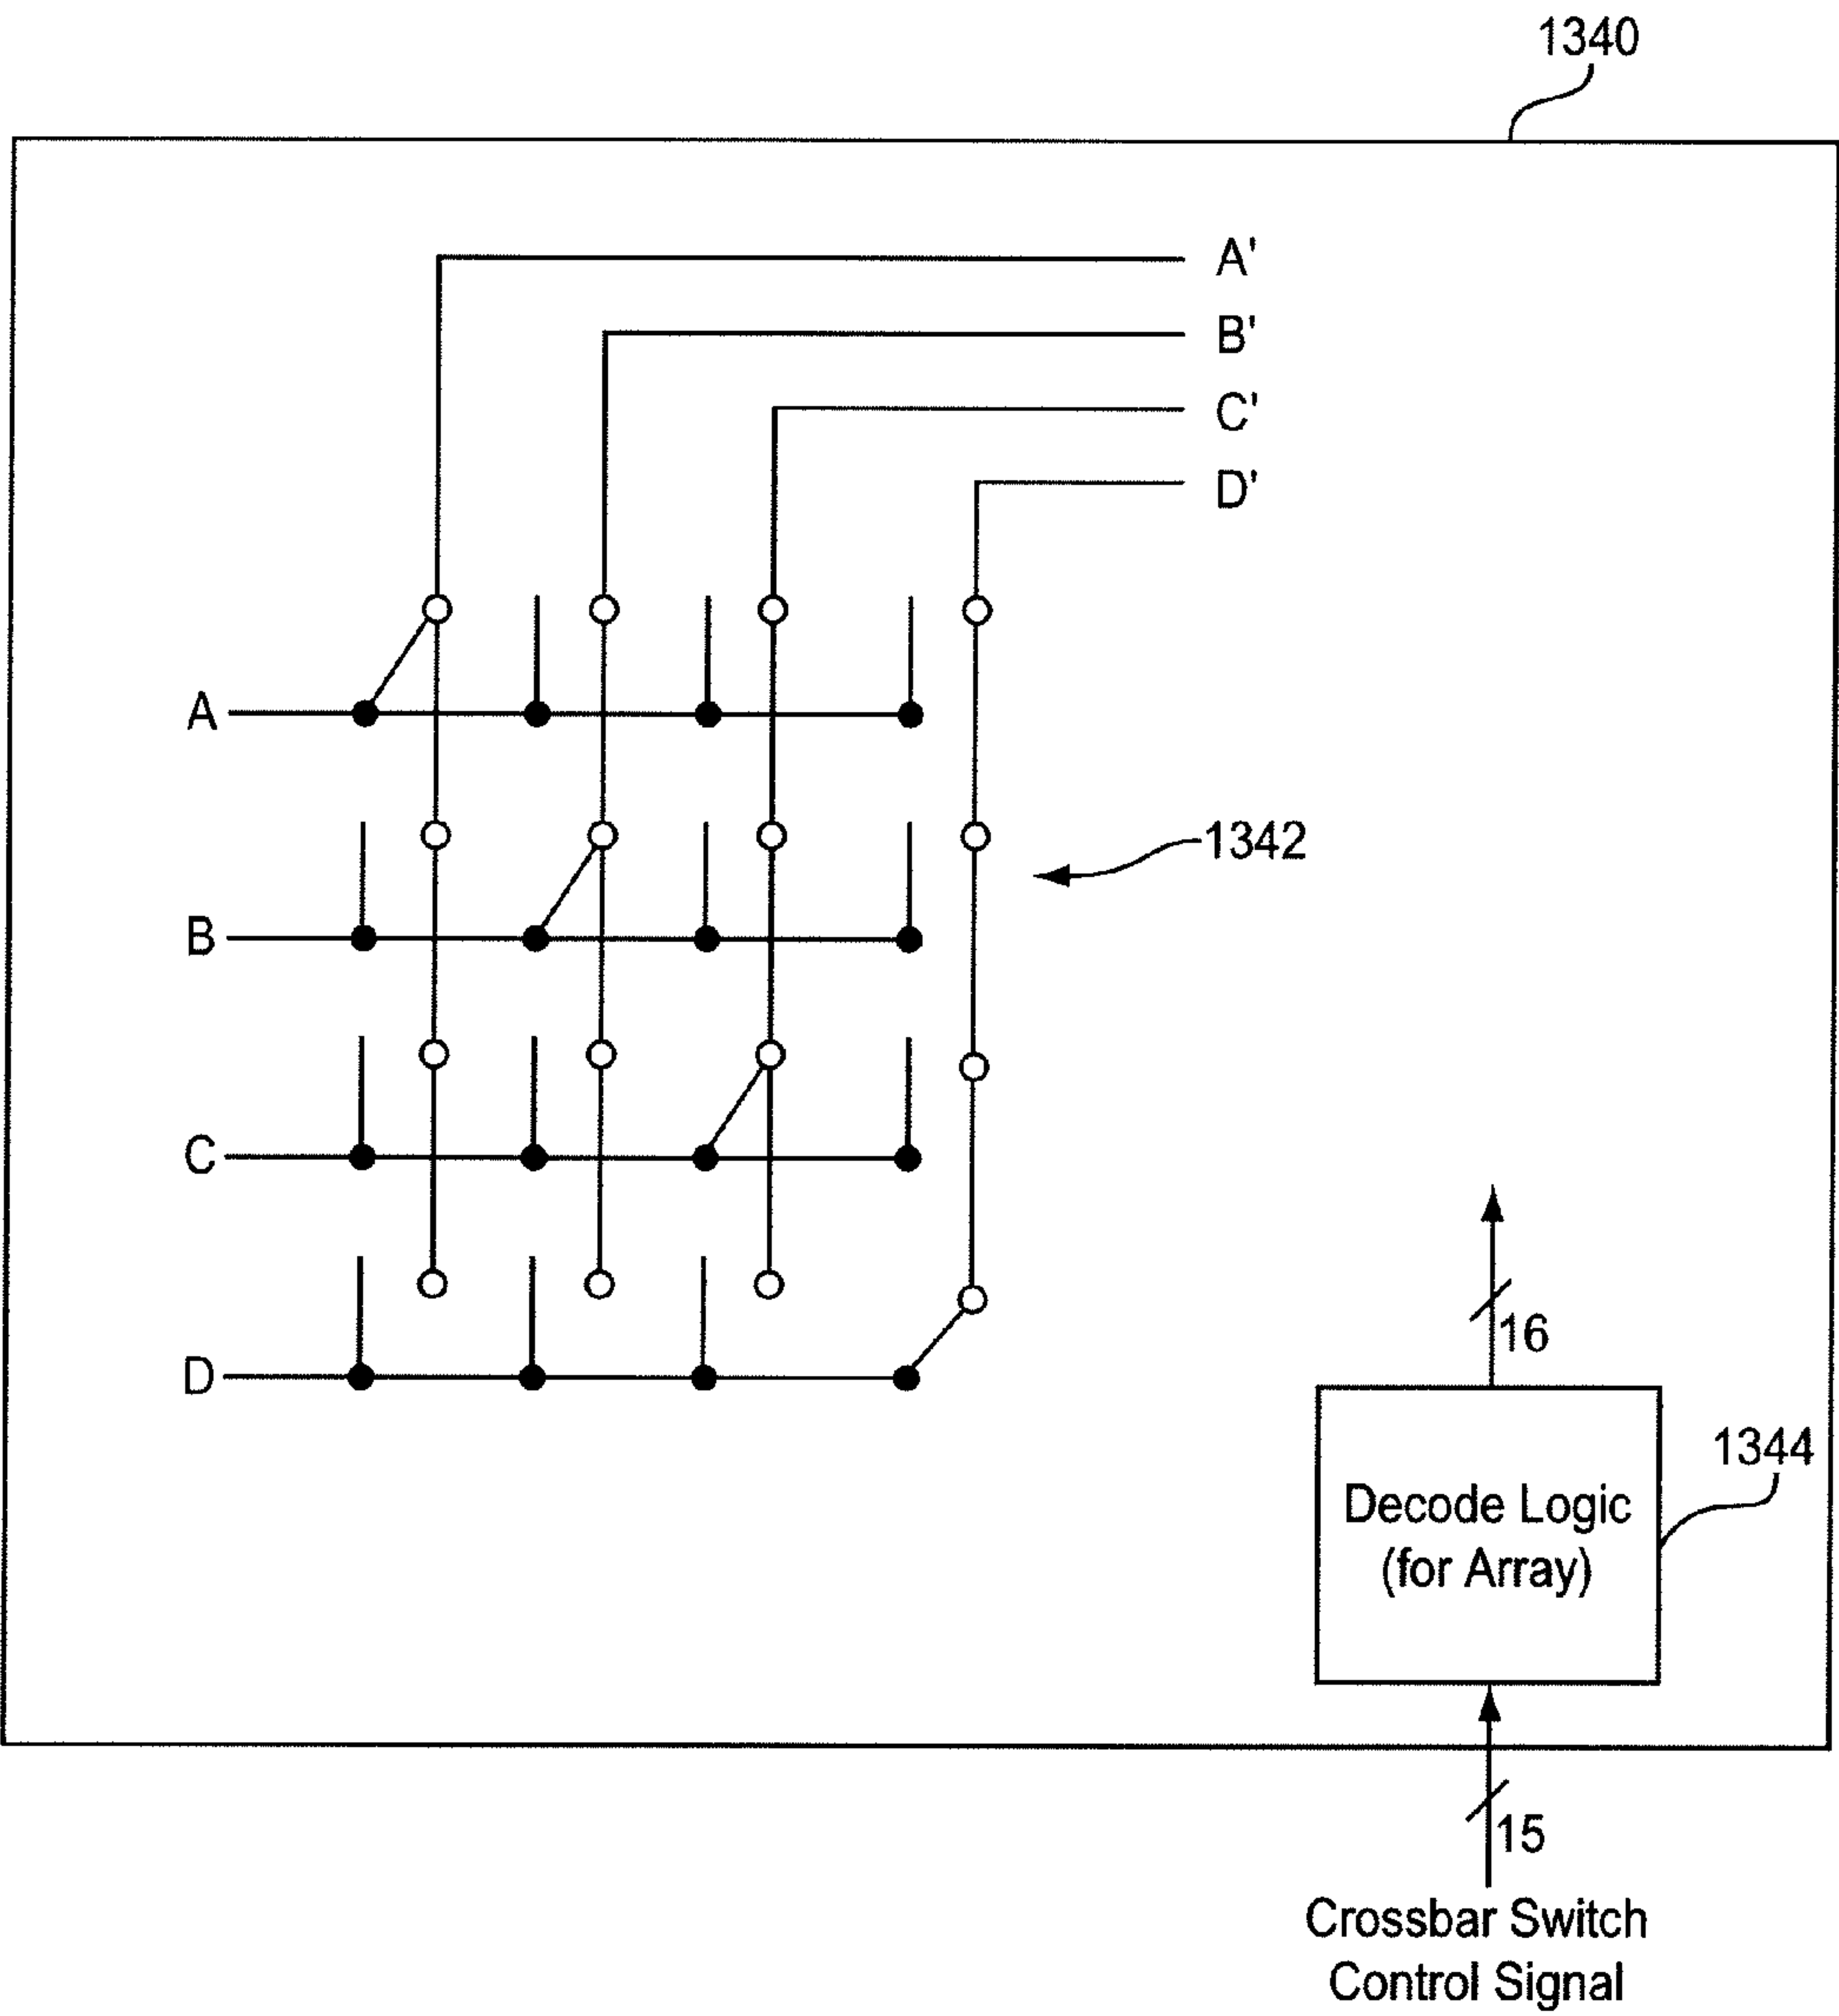 1340
A'
B'
C'
D'
A
1342
B
C
16
D
1344
Decode Logic
(for Array)
15
Crossbar Switch
Control Signal